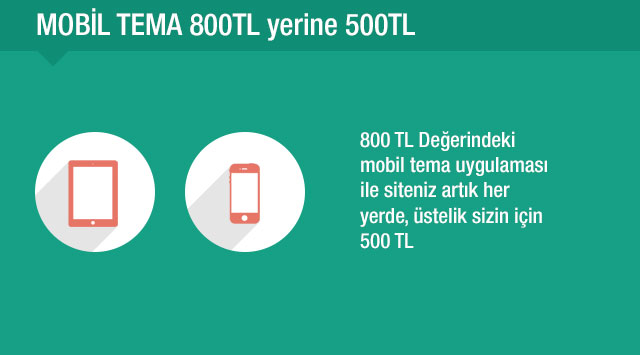 MOBİL TEMA 800TL yerine 500TL
800 TL Değerindeki
mobil tema uygulaması
ile siteniz artık her
yerde, üstelik sizin için
500 TL